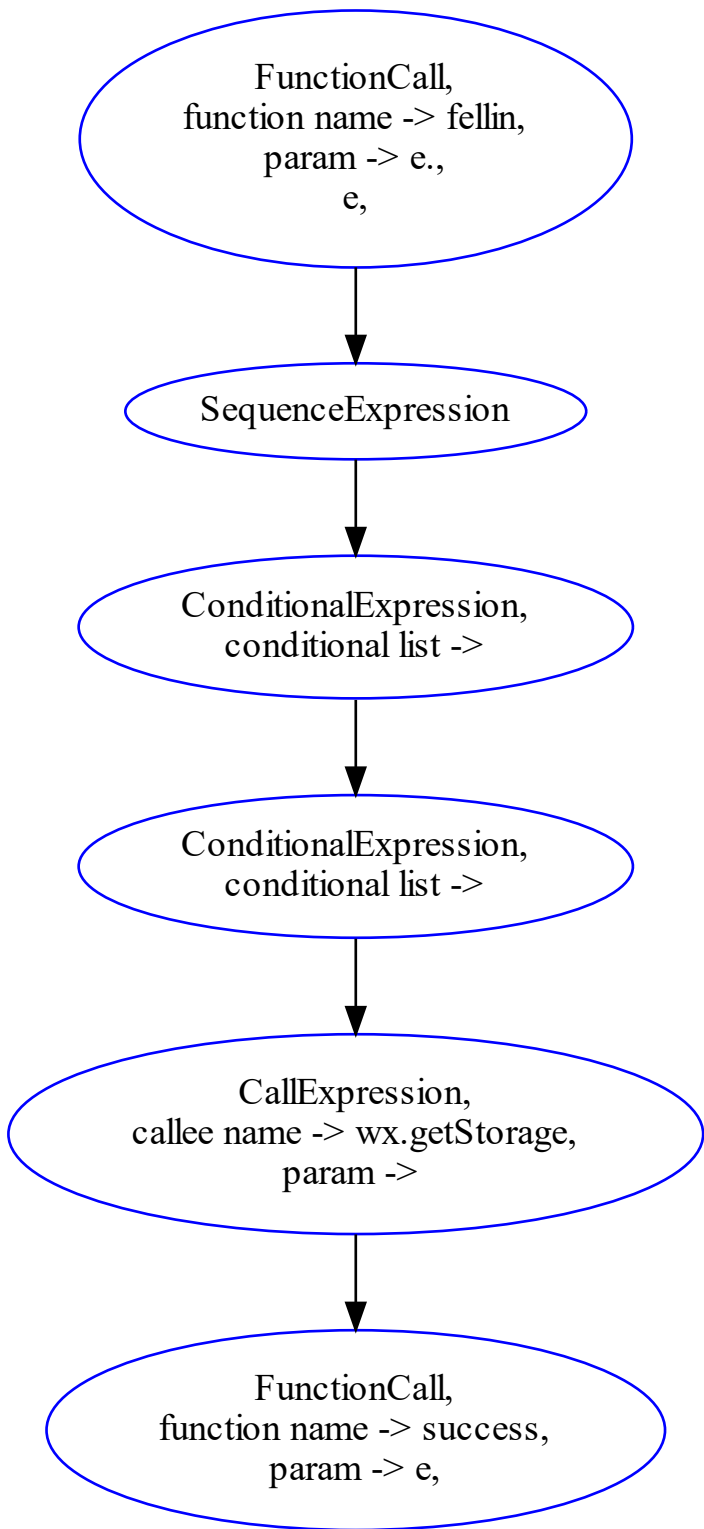 FunctionCall,
function name -> fellin,
param -> e.,
e,
SequenceExpression
ConditionalExpression,
conditional list ->
ConditionalExpression,
conditional list ->
CallExpression,
callee name -> wx.getStorage,
param ->
FunctionCall,
function name -> success,
param -> e,